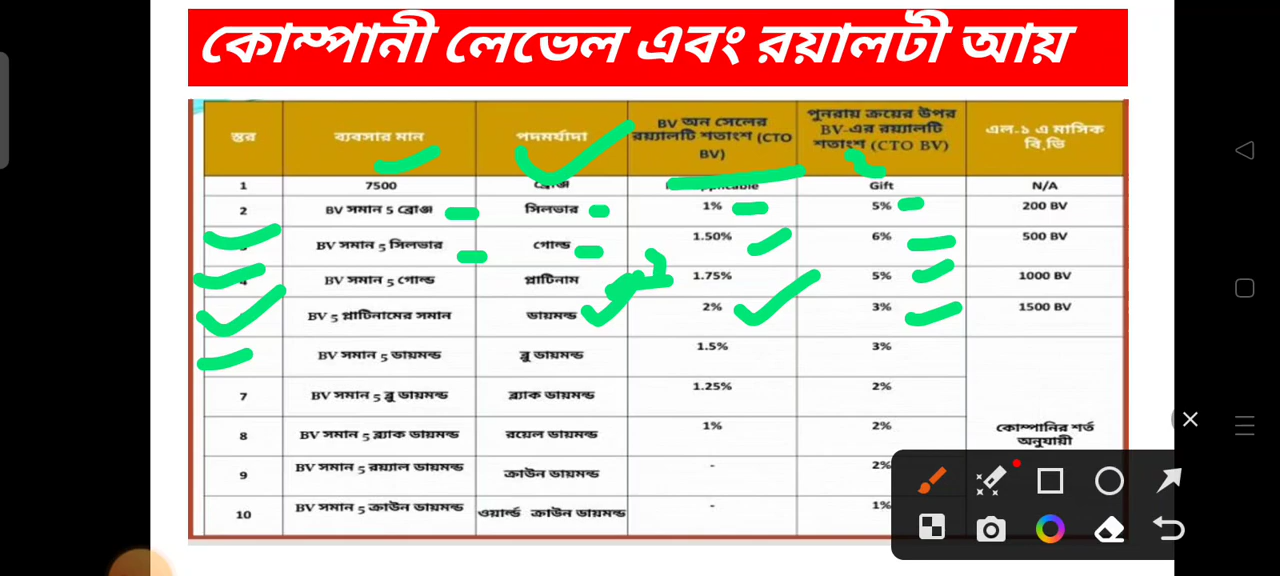 কোম্পানী লেভেল এবং রয়ালটী আয়
স্তর ব্যবসার মান পদমর্যাদা BV অন সেলের রয়্যালটি শতাংশ (CTO BV) পুনরায় ক্রয়ের উপর BV-এর রয়্যালটি শতাংশ (CTO BV) এল-১ এ মাসিক বি.ভি
1 7500 ব্রোঞ্জ Gift N/A
2 BV সমান 5 ব্রোঞ্জ সিলভার 1% 5% 200 BV
BV সমান 5 সিলভার গোল্ড 1.50% 6% 500 BV
BV সমান 5 গোল্ড প্লাটিনাম 1.75% 5% 1000 BV
BV 5 প্লাটিনামের সমান ডায়মন্ড 2% 3% 1500 BV
BV সমান 5 ডায়মন্ড ব্লু ডায়মন্ড 1.5% 3%
7 BV সমান 5 ব্লু ডায়মন্ড ব্ল্যাক ডায়মন্ড 1.25% 2%
8 BV সমান 5 ব্ল্যাক ডায়মন্ড রয়েল ডায়মন্ড 1% 2% কোম্পানির শর্ত অনুযায়ী
9 BV সমান 5 রয়্যাল ডায়মন্ড ক্রাউন ডায়মন্ড - 2%
10 BV সমান 5 ক্রাউন ডায়মন্ড ওয়ার্ল্ড ক্রাউন ডায়মন্ড - 1%